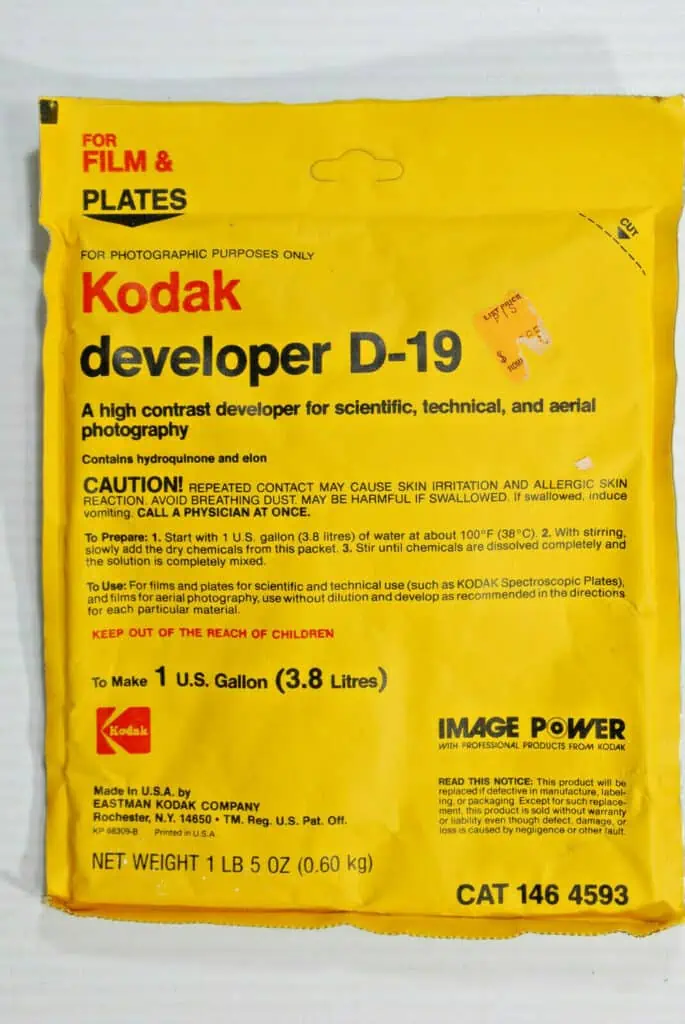 FOR
FILM &
PLATES
CUT
FOR PHOTOGRAPHIC PURPOSES ONLY
Kodak
LIST PRICE
$
developer D-19
A high contrast developer for scientific, technical, and aerial
photography
Contains hydroquinone and elon
CAUTION! REPEATED CONTACT MAY CAUSE SKIN IRRITATION AND ALLERGIC SKIN
REACTION. AVOID BREATHING DUST. MAY BE HARMFUL IF SWALLOWED. If swallowed, induce
vomiting. CALL A PHYSICIAN AT ONCE.
To Prepare: 1. Start with 1 U.S. gallon (3.8 litres) of water at about 100°F (38°C). 2. With stirring,
slowly add the dry chemicals from this packet. 3. Stir until chemicals are dissolved completely and
the solution is completely mixed.
To Use: For films and plates for scientific and technical use (such as KODAK Spectroscopic Plates),
and films for aerial photography, use without dilution and develop as recommended in the directions
for each particular material.
KEEP OUT OF THE REACH OF CHILDREN
To Make 1 U.S. Gallon (3.8 Litres)
Kodak
IMAGE POWER
WITH PROFESSIONAL PRODUCTS FROM KODAK
Made in U.S.A. by
EASTMAN KODAK COMPANY
Rochester, N.Y. 14650 • TM. Reg. U.S. Pat. Off.
KP 68309-B Printed in U.S.A.
READ THIS NOTICE: This product will be
replaced if defective in manufacture, label-
ing, or packaging. Except for such replace-
ment, this product is sold without warranty
or liability even though defect, damage, or
loss is caused by negligence or other fault.
NET WEIGHT 1 LB 5 OZ (0.60 kg)
CAT 146 4593